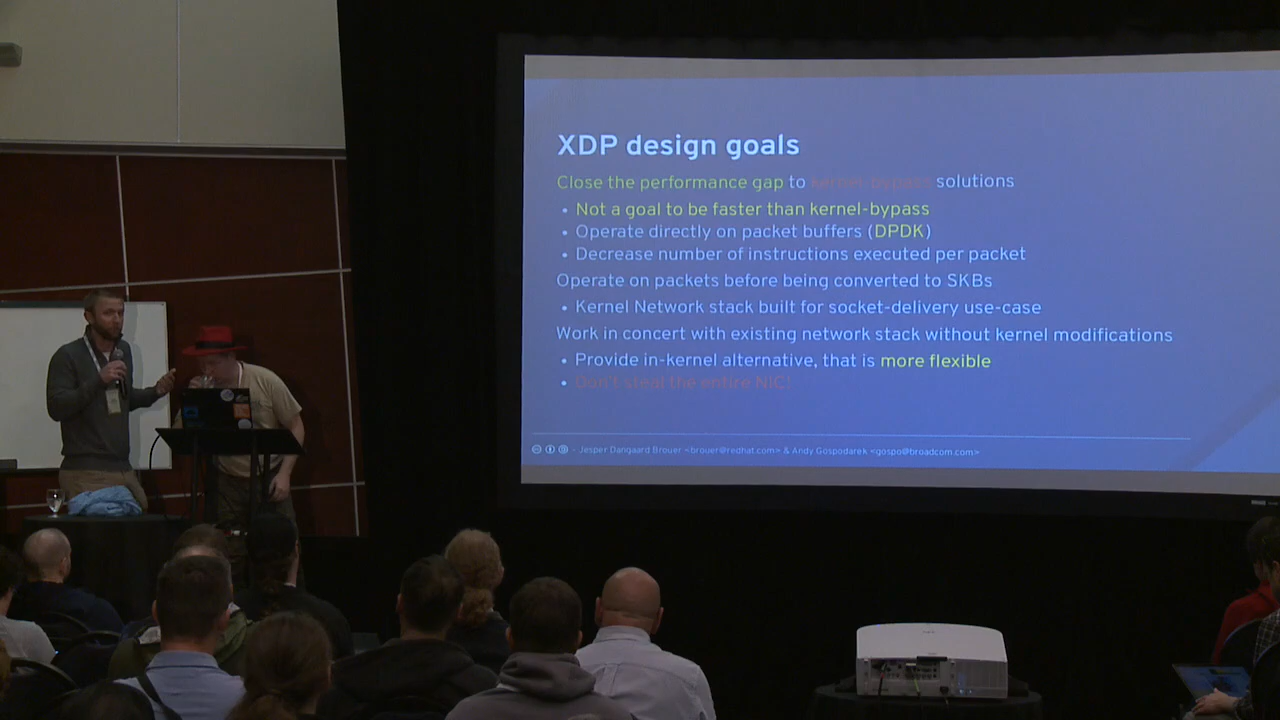 XDP design goals
Close the performance gap to kernel-bypass solutions
• Not a goal to be faster than kernel-bypass
• Operate directly on packet buffers (DPDK)
• Decrease number of instructions executed per packet
Operate on packets before being converted to SKBs
• Kernel Network stack built for socket-delivery use-case
Work in concert with existing network stack without kernel modifications
• Provide in-kernel alternative, that is more flexible
• Don't steal the entire NIC!
- Jesper Dangaard Brouer <brouer@redhat.com> & Andy Gospodarek <gospo@broadcom.com>